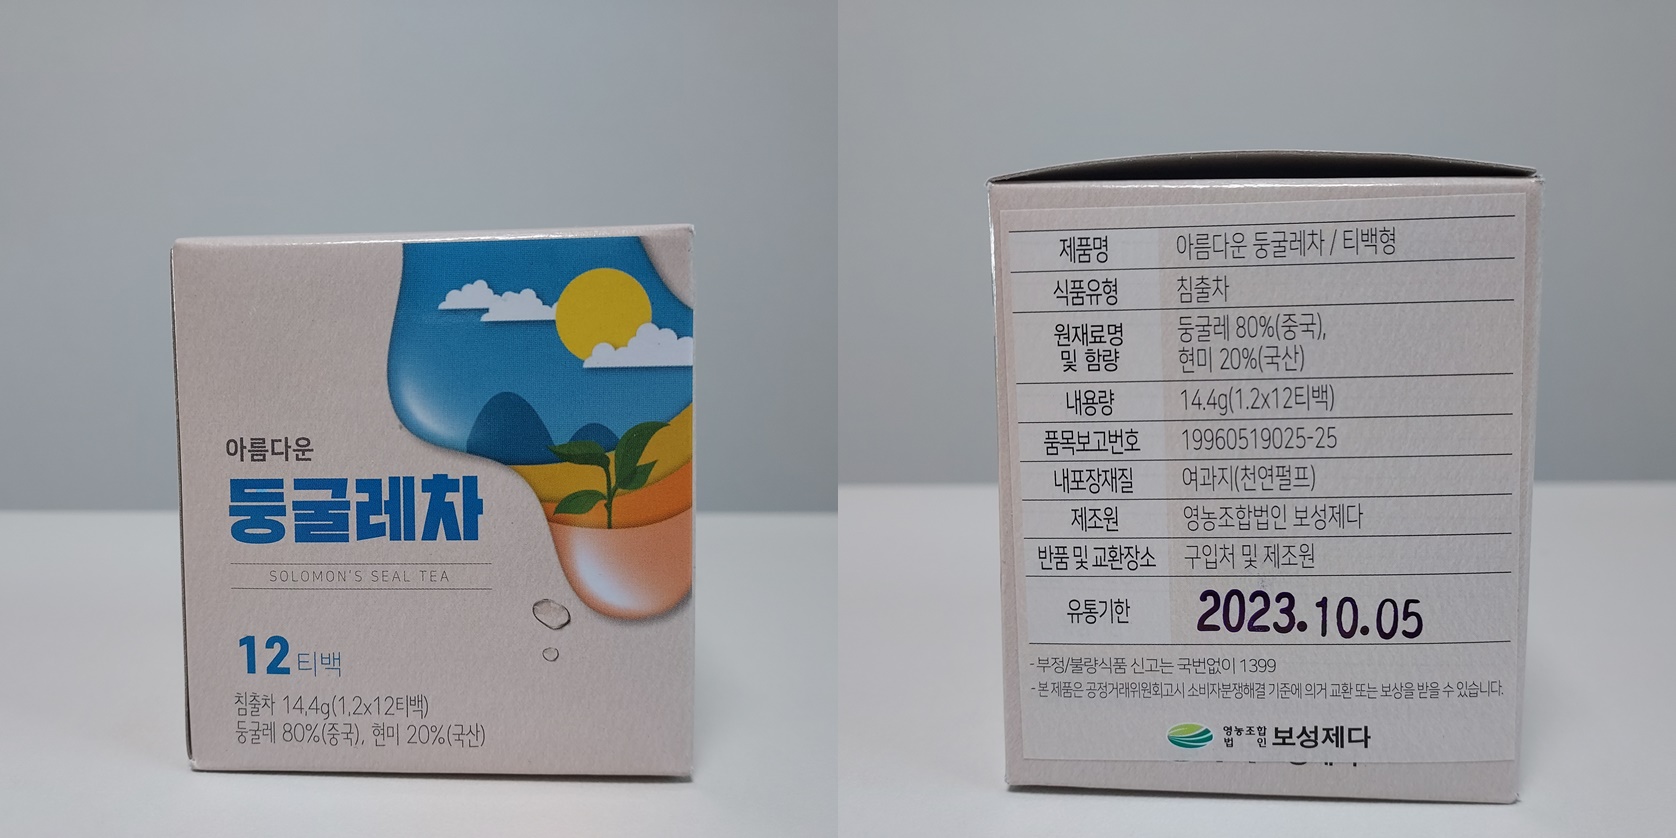 아름다운
둥굴레차
SOLOMON'S SEAL TEA
12 티백
침출차 14.4g(1.2x12티백)
둥굴레 80%(중국), 현미 20%(국산)
제품명 아름다운 둥굴레차 / 티백형
식품유형 침출차
원재료명 및 함량 둥굴레 80%(중국),
현미 20%(국산)
내용량 14.4g(1.2x12티백)
품목보고번호 19960519025-25
내포장재질 여과지(천연펄프)
제조원 영농조합법인 보성제다
반품 및 교환장소 구입처 및 제조원
유통기한 2023.10.05
- 부정/불량식품 신고는 국번없이 1399
- 본 제품은 공정거래위원회고시 소비자분쟁해결 기준에 의거 교환 또는 보상을 받을 수 있습니다.
영농조합법인 보성제다